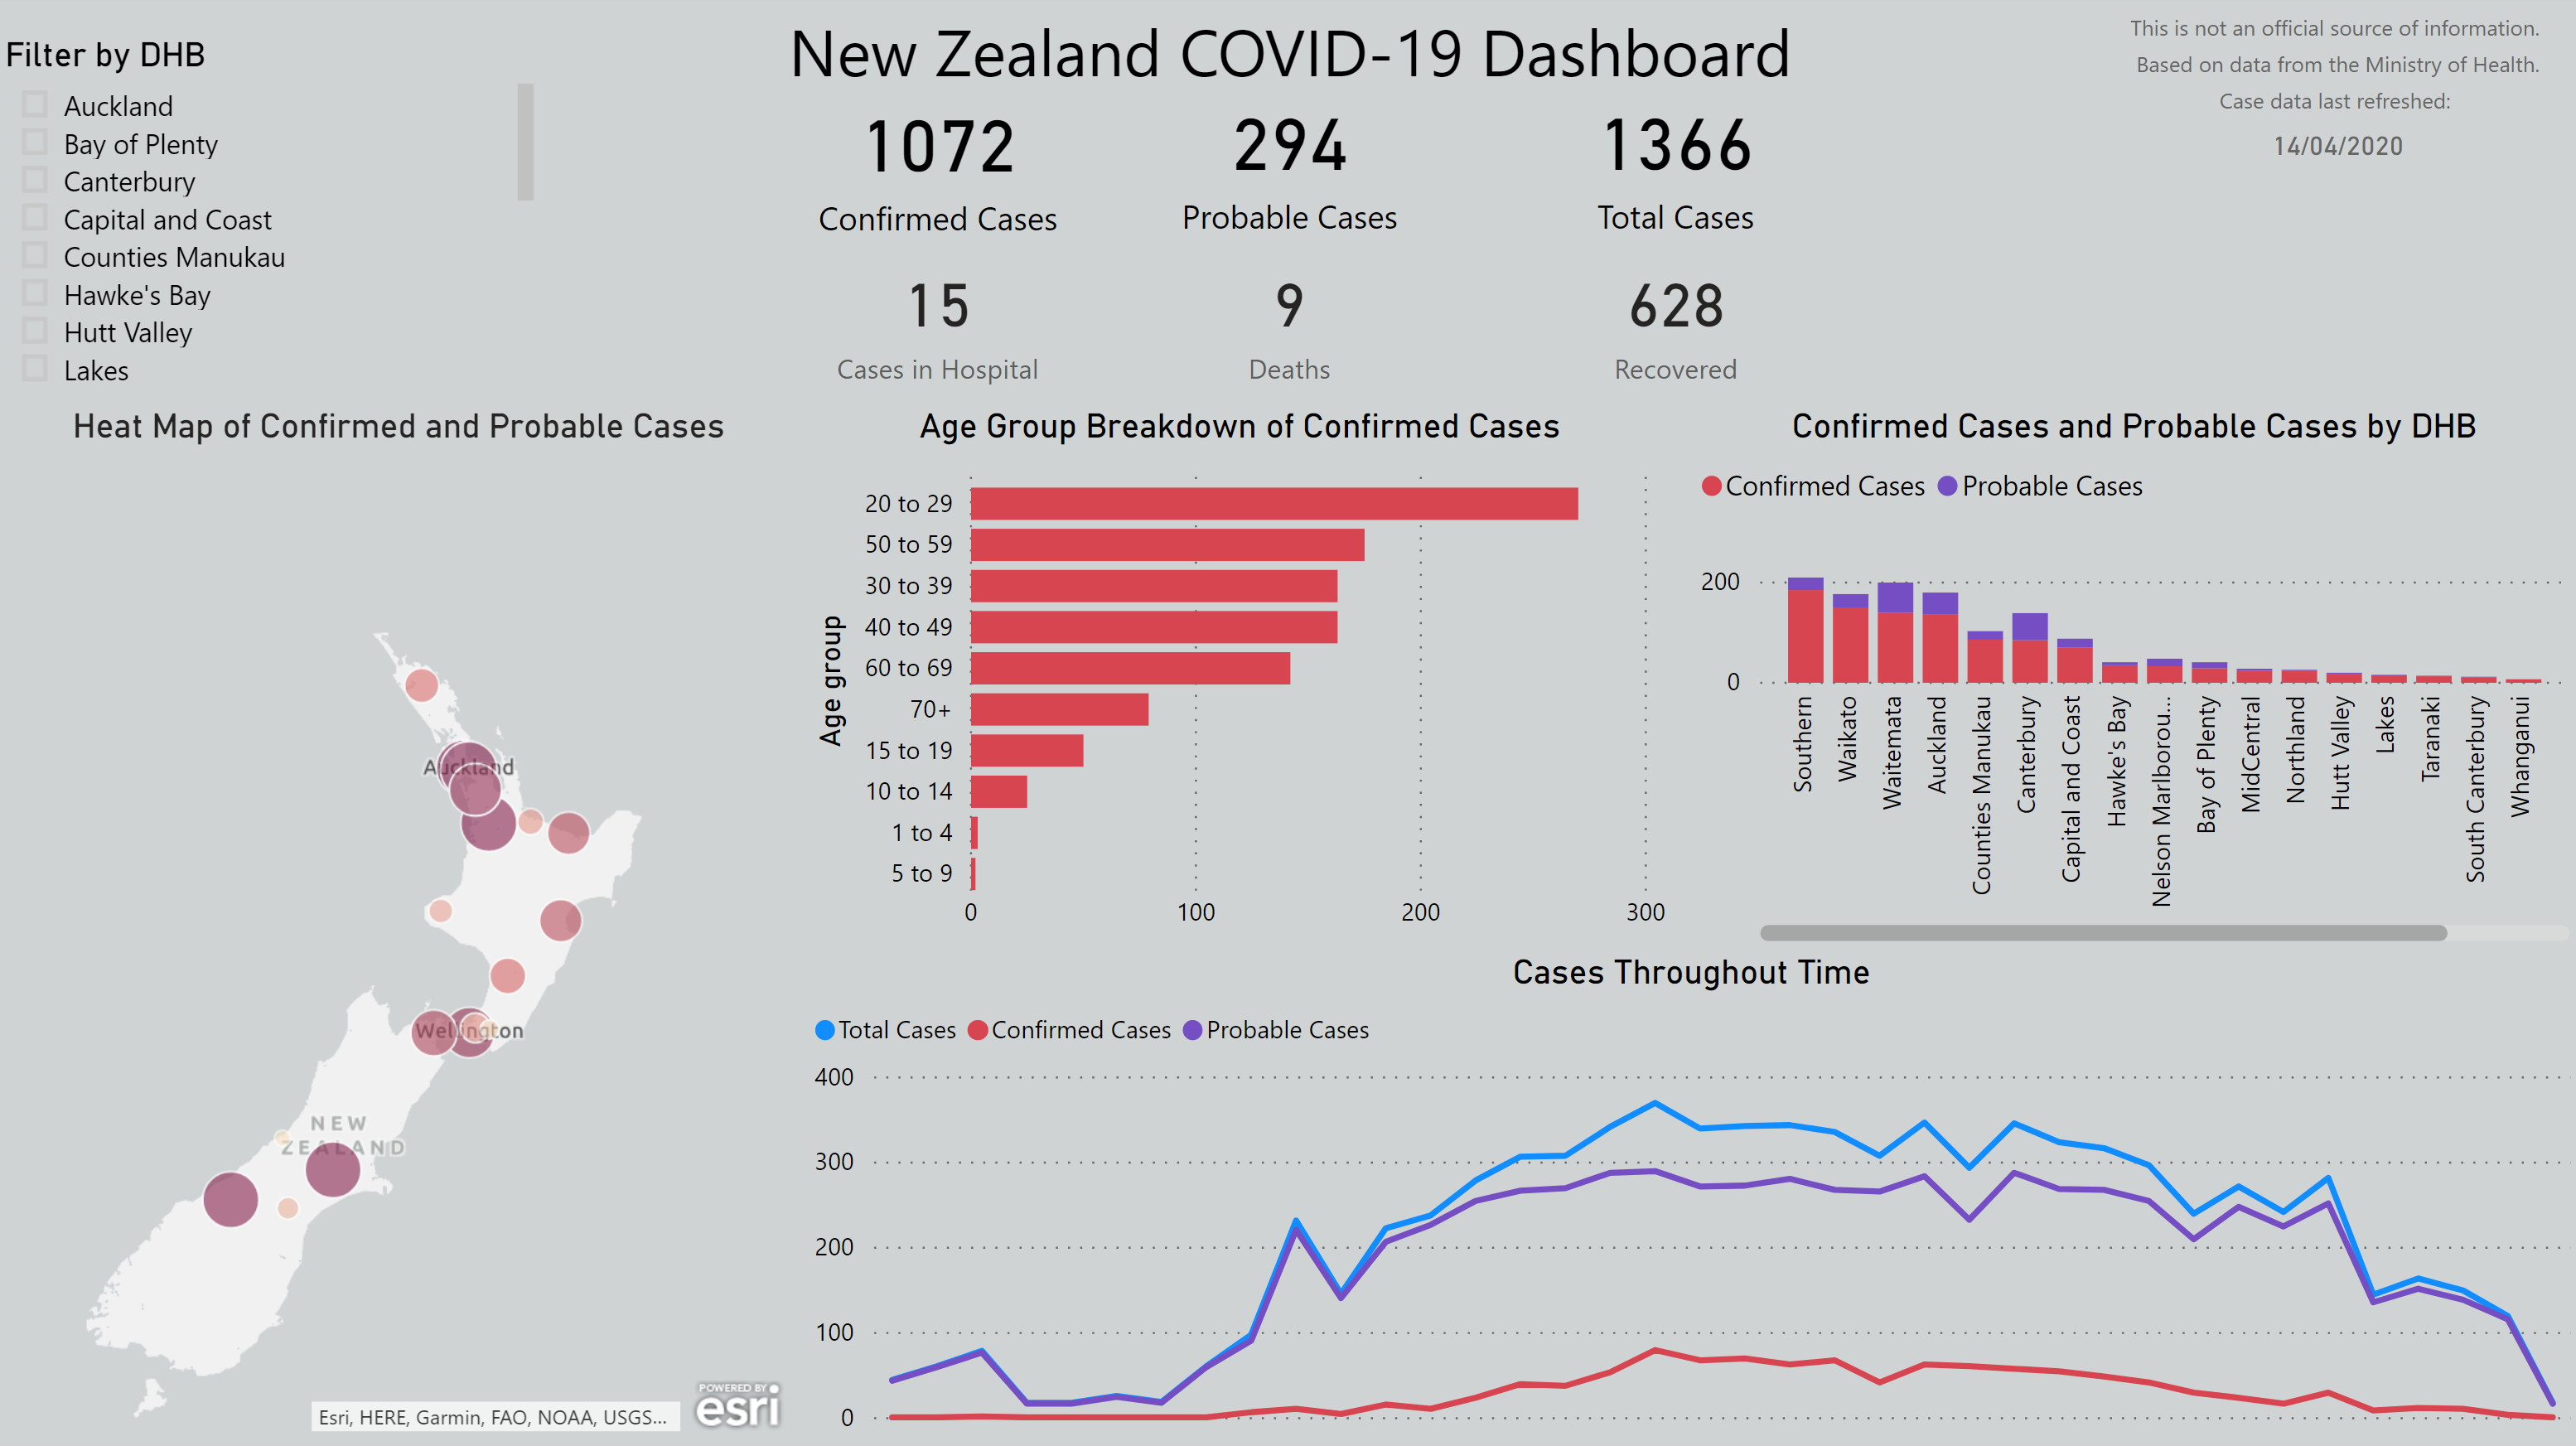 Filter by DHB
Auckland
Bay of Plenty
Canterbury
Capital and Coast
Counties Manukau
Hawke's Bay
Hutt Valley
Lakes
New Zealand COVID-19 Dashboard
1072
Confirmed Cases
294
Probable Cases
1366
Total Cases
15
Cases in Hospital
9
Deaths
628
Recovered
This is not an official source of information.
Based on data from the Ministry of Health.
Case data last refreshed:
14/04/2020
Heat Map of Confirmed and Probable Cases
Auckland
Wellington
NEW
ZEALAND
Esri, HERE, Garmin, FAO, NOAA, USGS...
POWERED BY
esri
Age Group Breakdown of Confirmed Cases
Age group
20 to 29
50 to 59
30 to 39
40 to 49
60 to 69
70+
15 to 19
10 to 14
1 to 4
5 to 9
0
100
200
300
Confirmed Cases and Probable Cases by DHB
Confirmed Cases
Probable Cases
200
0
Southern
Waikato
Waitemata
Auckland
Counties Manukau
Canterbury
Capital and Coast
Hawke's Bay
Nelson Marlborou...
Bay of Plenty
MidCentral
Northland
Hutt Valley
Lakes
Taranaki
South Canterbury
Whanganui
Cases Throughout Time
Total Cases
Confirmed Cases
Probable Cases
400
300
200
100
0